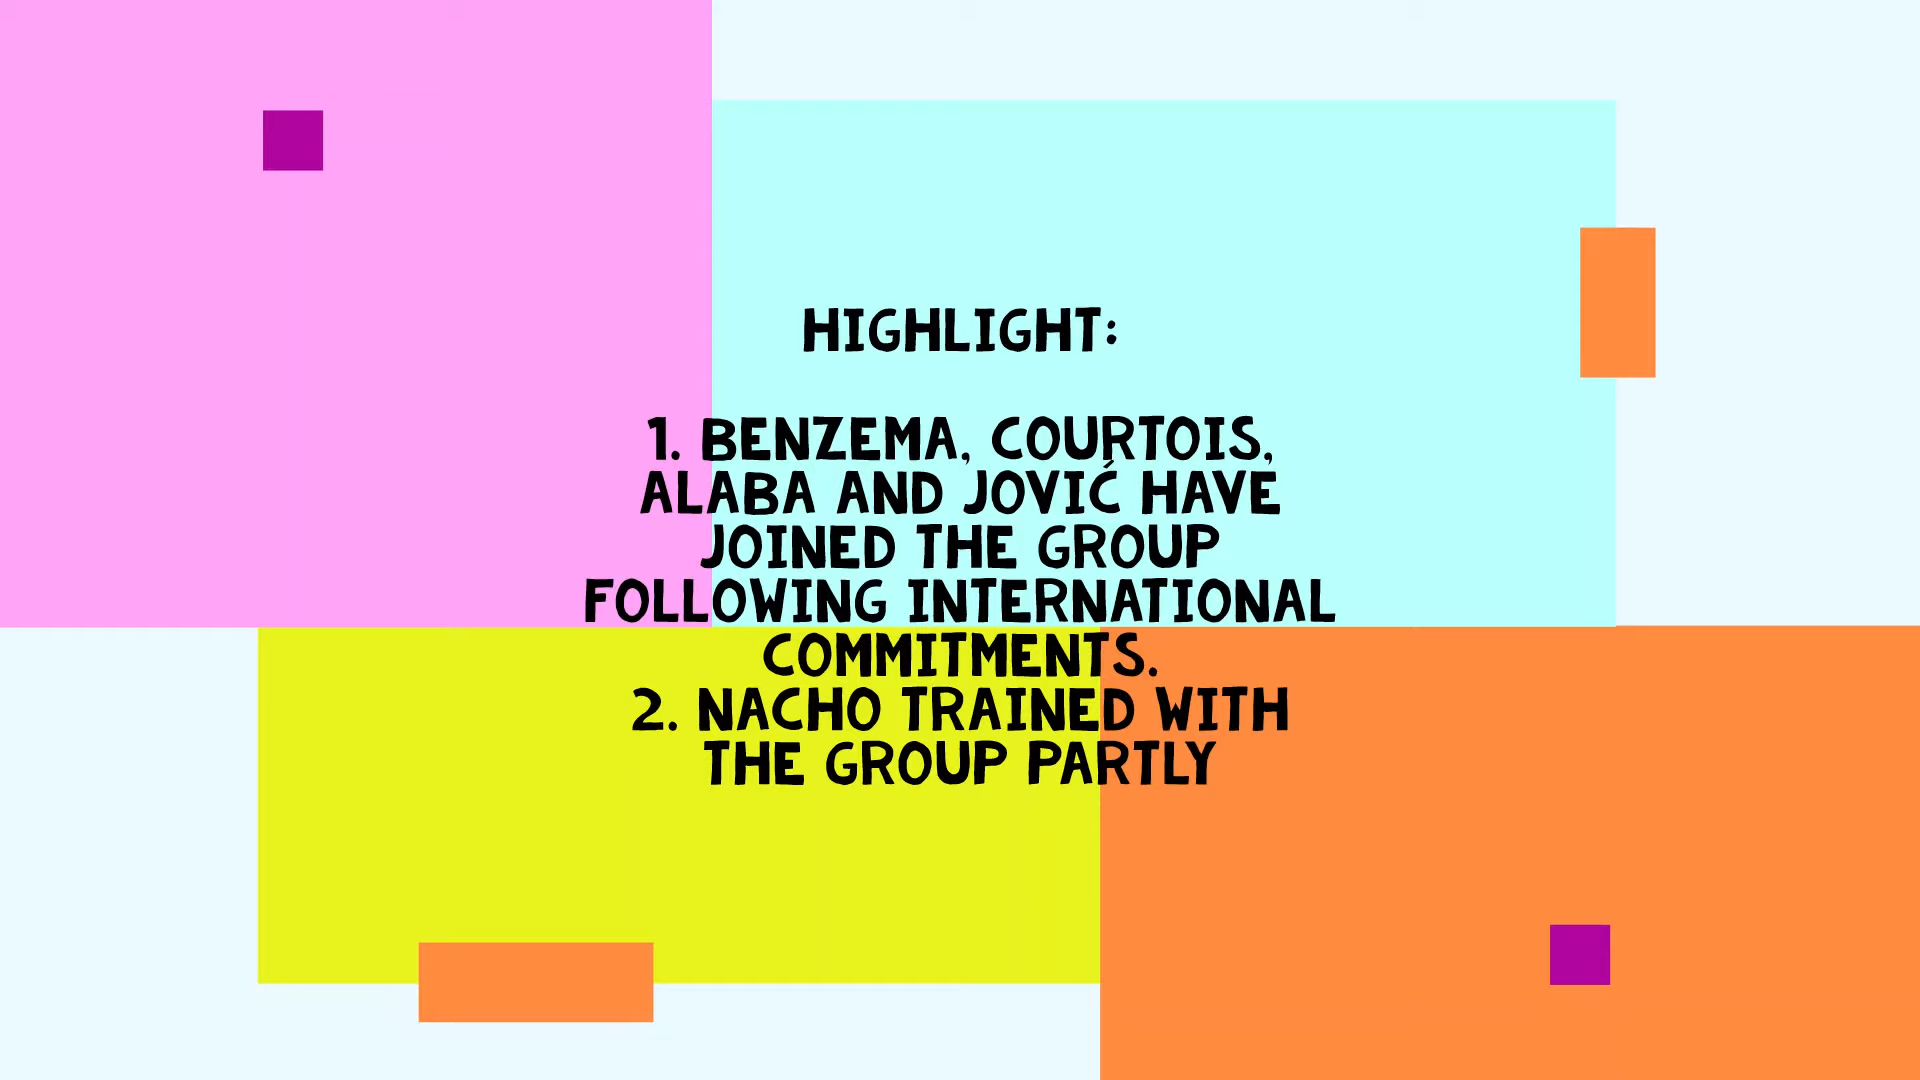 HIGHLIGHT:
1. BENZEMA, COURTOIS,
ALABA AND JOVIĆ HAVE
JOINED THE GROUP
FOLLOWING INTERNATIONAL
COMMITMENTS.
2. NACHO TRAINED WITH
THE GROUP PARTLY